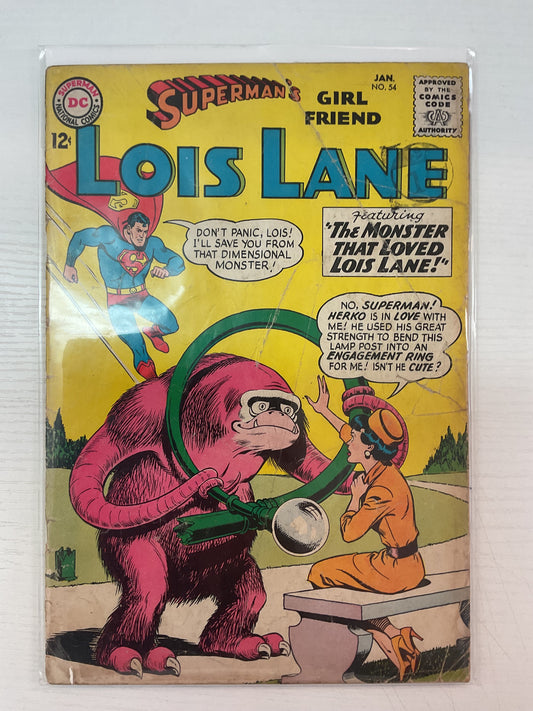 SUPERMAN
DC
NATIONAL COMICS
12¢
SUPERMAN's
GIRL
FRIEND
JAN.
NO. 54
APPROVED
BY THE
COMICS
CODE
CA
AUTHORITY
LOIS LANE
Featuring
"THE MONSTER
THAT LOVED
LOIS LANE!"
DON'T PANIC, LOIS!
I'LL SAVE YOU FROM
THAT DIMENSIONAL
MONSTER!
NO, SUPERMAN!
HERKO IS IN LOVE WITH
ME! HE USED HIS GREAT
STRENGTH TO BEND THIS
LAMP POST INTO AN
ENGAGEMENT RING
FOR ME! ISN'T HE CUTE?